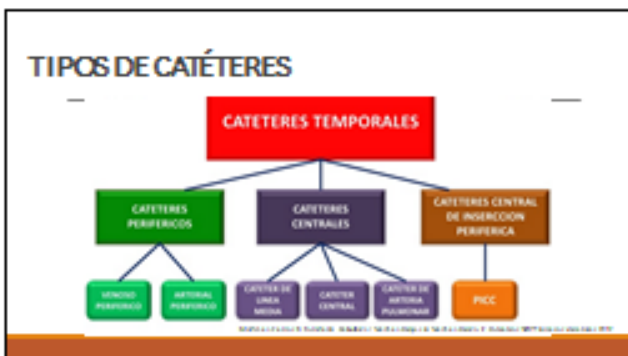 TIPOS DE CATÉTERES
CATETERES TEMPORALES
CATETERES
PERIFERICOS
CATETERES
CENTRALES
CATETERES CENTRAL
DE INSERCCION
PERIFERICA
VENOSO
PERIFERICO
ARTERIAL
PERIFERICO
CATETER DE
LINEA
MEDIA
CATETER
CENTRAL
CATETER DE
ARTERIA
PULMONAR
PICC